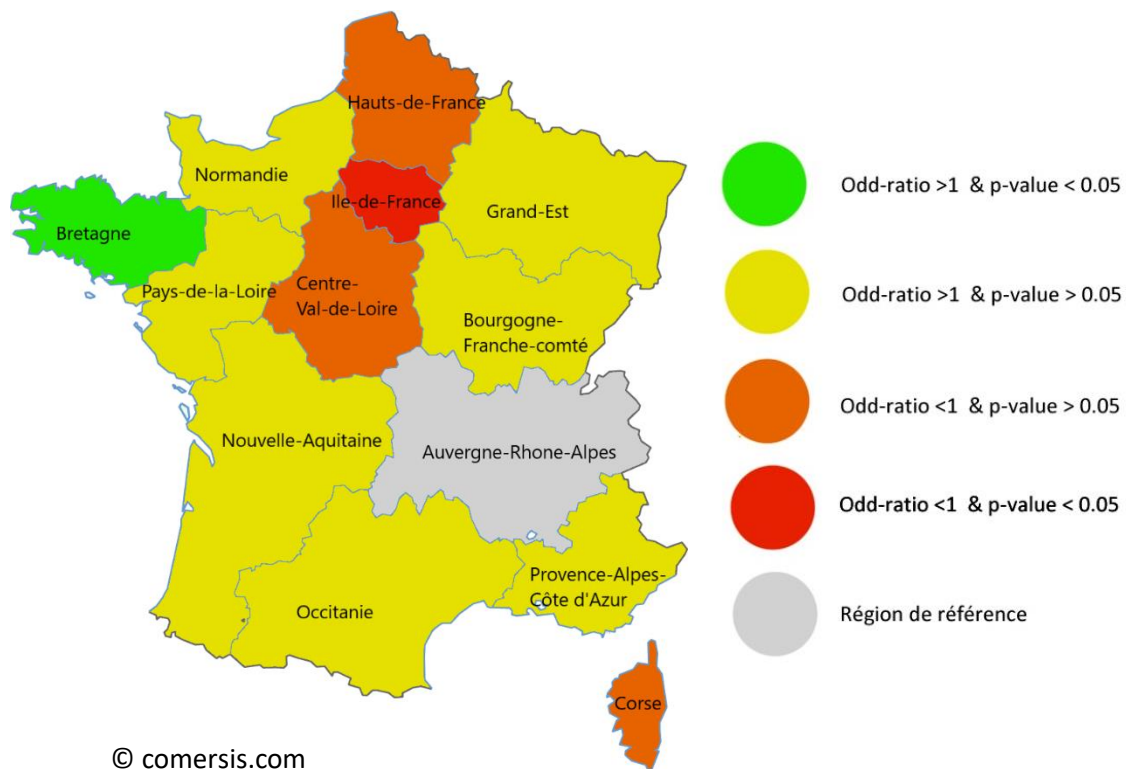 Hauts-de-France
Normandie
Ile-de-France
Grand-Est
Bretagne
Pays-de-la-Loire
Centre-
Val-de-Loire
Bourgogne-
Franche-comté
Nouvelle-Aquitaine
Auvergne-Rhone-Alpes
Provence-Alpes-
Côte d'Azur
Occitanie
Corse
© comersis.com
Odd-ratio >1 & p-value < 0.05
Odd-ratio >1 & p-value > 0.05
Odd-ratio <1 & p-value > 0.05
Odd-ratio <1 & p-value < 0.05
Région de référence